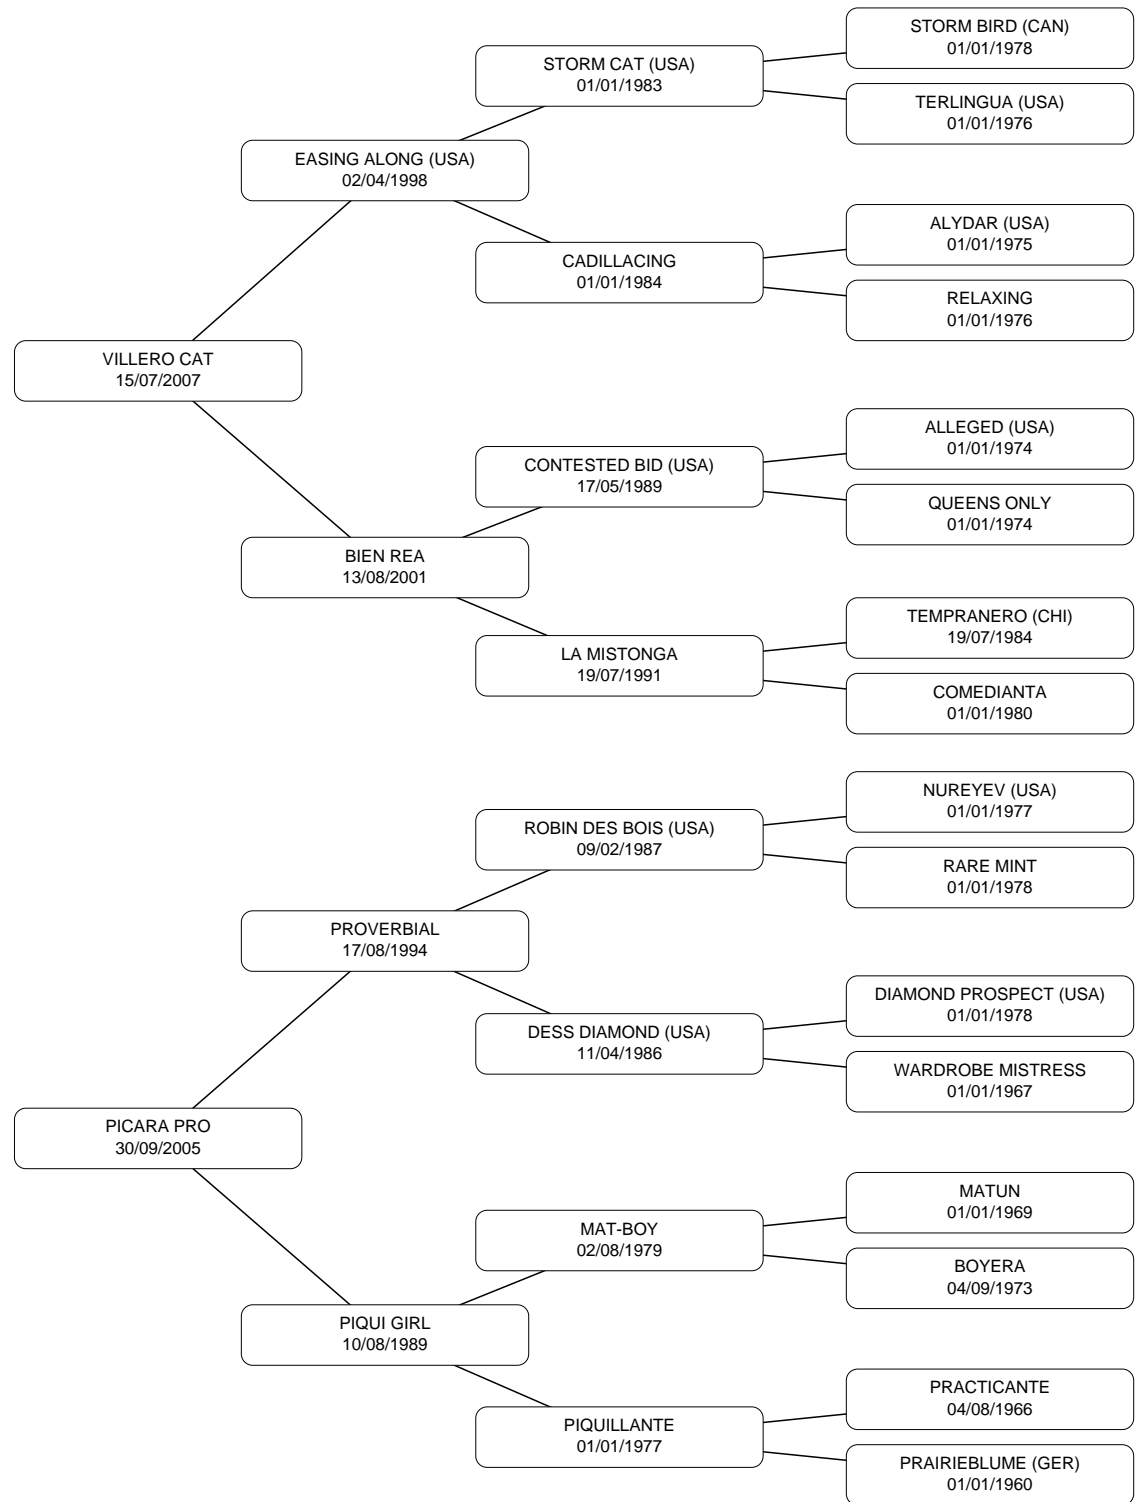 STORM BIRD (CAN)
01/01/1978
STORM CAT (USA)
01/01/1983
TERLINGUA (USA)
01/01/1976
EASING ALONG (USA)
02/04/1998
ALYDAR (USA)
01/01/1975
CADILLACING
01/01/1984
RELAXING
01/01/1976
VILLERO CAT
15/07/2007
ALLEGED (USA)
01/01/1974
CONTESTED BID (USA)
17/05/1989
QUEENS ONLY
01/01/1974
BIEN REA
13/08/2001
TEMPRANERO (CHI)
19/07/1984
LA MISTONGA
19/07/1991
COMEDIANTA
01/01/1980
NUREYEV (USA)
01/01/1977
ROBIN DES BOIS (USA)
09/02/1987
RARE MINT
01/01/1978
PROVERBIAL
17/08/1994
DIAMOND PROSPECT (USA)
01/01/1978
DESS DIAMOND (USA)
11/04/1986
WARDROBE MISTRESS
01/01/1967
PICARA PRO
30/09/2005
MATUN
01/01/1969
MAT-BOY
02/08/1979
BOYERA
04/09/1973
PIQUI GIRL
10/08/1989
PRACTICANTE
04/08/1966
PIQUILLANTE
01/01/1977
PRAIRIEBLUME (GER)
01/01/1960